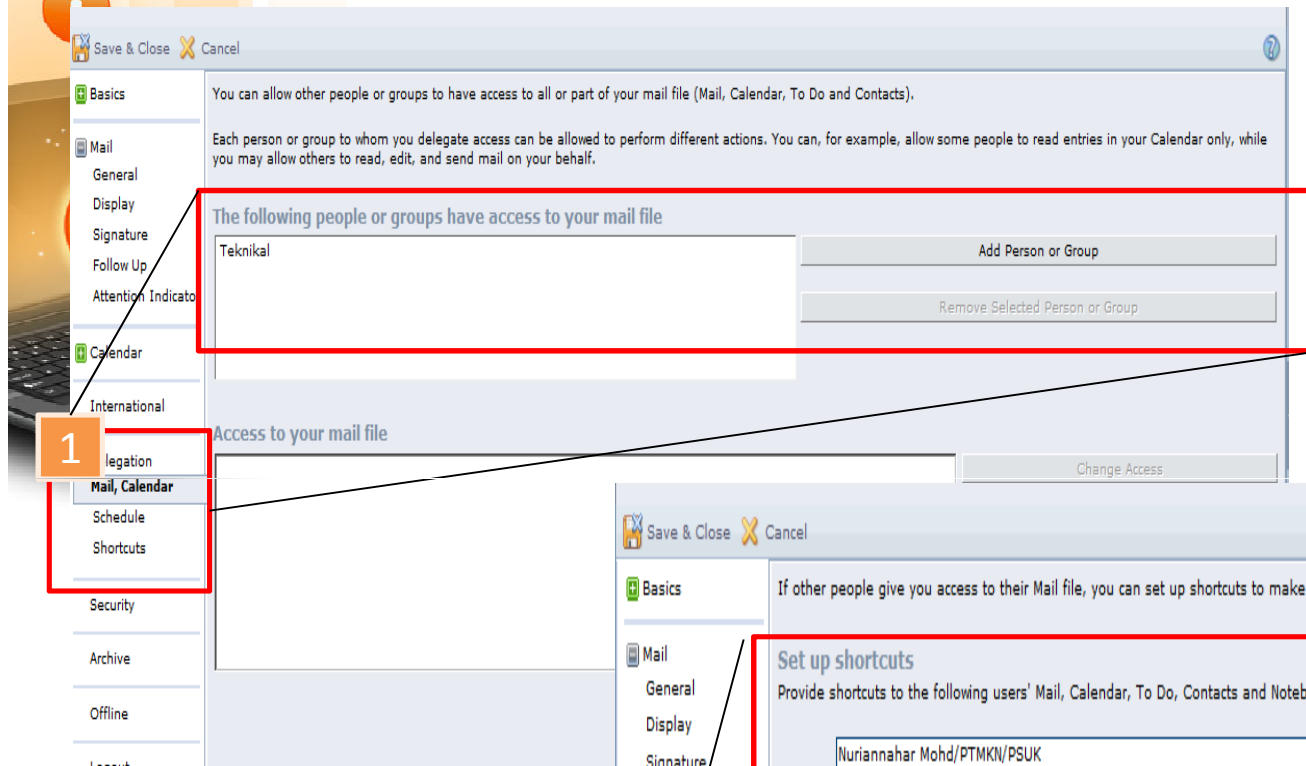 Save & Close Cancel
Basics
Mail
General
Display
Signature
Follow Up
Attention Indicato
Calendar
International
1
legation
Mail, Calendar
Schedule
Shortcuts
Security
Archive
Offline
You can allow other people or groups to have access to all or part of your mail file (Mail, Calendar, To Do and Contacts).
Each person or group to whom you delegate access can be allowed to perform different actions. You can, for example, allow some people to read entries in your Calendar only, while
you may allow others to read, edit, and send mail on your behalf.
The following people or groups have access to your mail file
Teknikal
Add Person or Group
Remove Selected Person or Group
Access to your mail file
Change Access
Save & Close Cancel
Basics
Mail
General
Display
Signature
If other people give you access to their Mail file, you can set up shortcuts to make
Set up shortcuts
Provide shortcuts to the following users' Mail, Calendar, To Do, Contacts and Noteb
Nuriannahar Mohd/PTMKN/PSUK